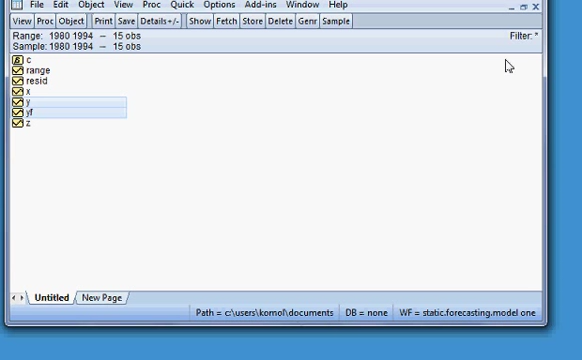 File Edit Object View Proc Quick Options Add-ins Window Help
View Proc Object Print Save Details+/- Show Fetch Store Delete Genr Sample
Range: 1980 1994 – 15 obs Filter: *
Sample: 1980 1994 – 15 obs
β c
range
resid
x
y
yf
z
Untitled New Page
Path = c:\users\komol\documents DB = none WF = static.forecasting.model one